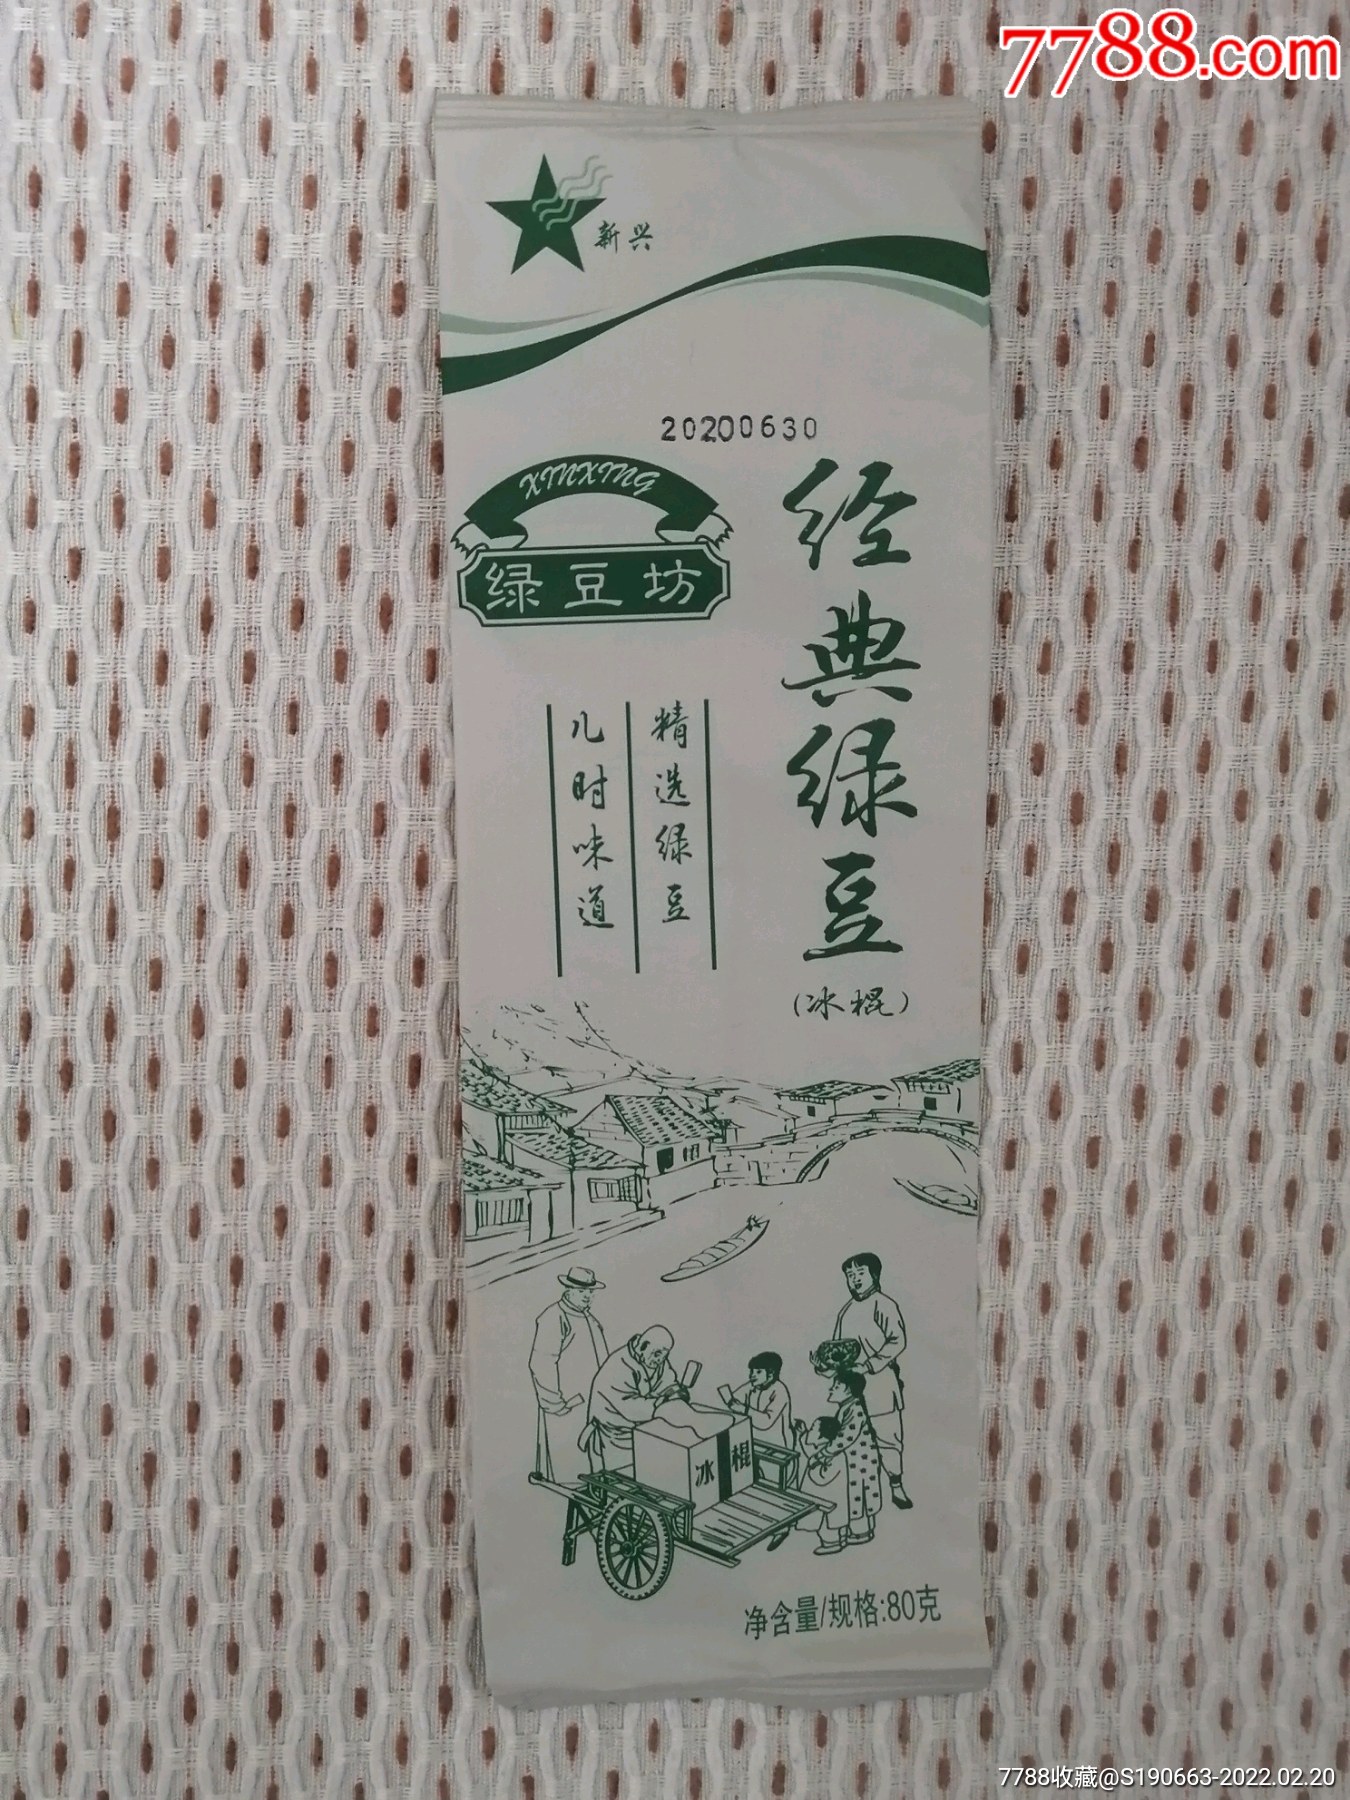 7788.com
新兴
20200630
XINXING
绿豆坊
经典绿豆
(冰棍)
精选绿豆
儿时味道
冰棍
净含量/规格:80克
7788收藏@S190663-2022.02.20